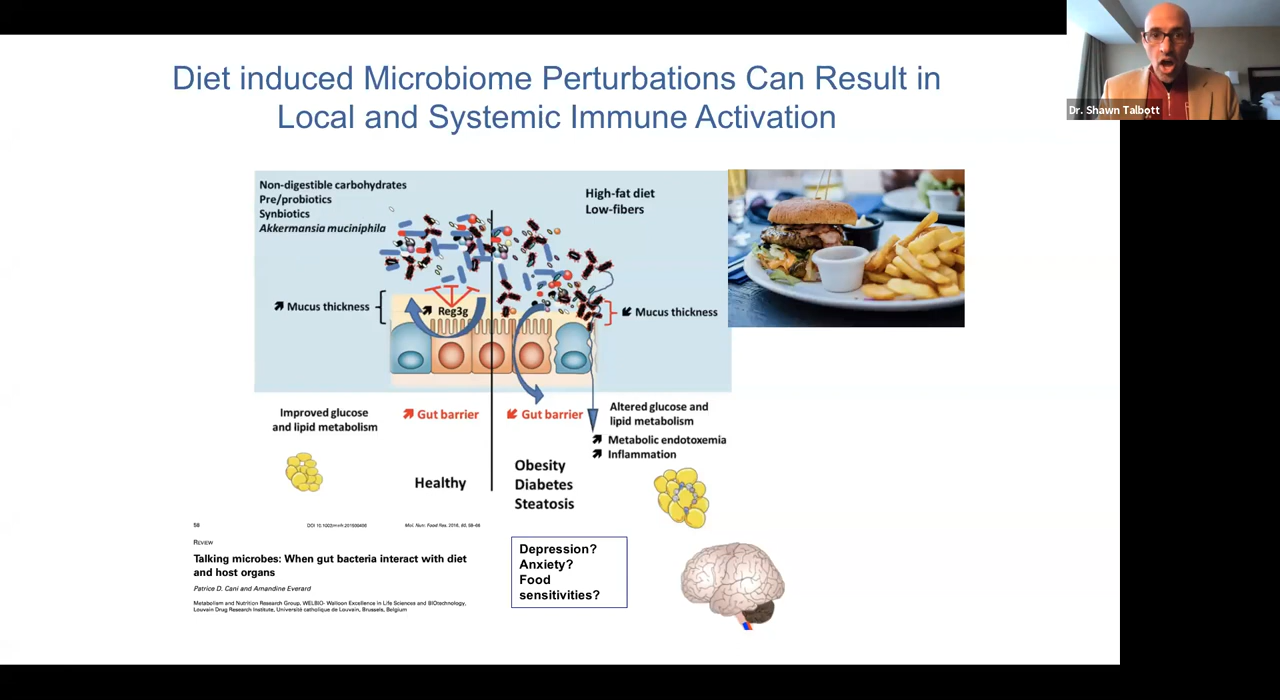 Diet induced Microbiome Perturbations Can Result in
Local and Systemic Immune Activation
Dr. Shawn Talbott
Non-digestible carbohydrates
Pre/probiotics
Synbiotics
Akkermansia muciniphila
High-fat diet
Low-fibers
Mucus thickness
Reg3g
Mucus thickness
Improved glucose
and lipid metabolism
Gut barrier
Gut barrier
Altered glucose and
lipid metabolism
Metabolic endotoxemia
Inflammation
Healthy
Obesity
Diabetes
Steatosis
58
Mol. Nutr. Food Res. 2016, 60, 58–66
REVIEW
Talking microbes: When gut bacteria interact with diet
and host organs
Patrice D. Cani and Amandine Everard
Metabolism and Nutrition Research Group, WELBIO- Walloon Excellence in Life Sciences and BIOtechnology,
Louvain Drug Research Institute, Université catholique de Louvain, Brussels, Belgium
Depression?
Anxiety?
Food
sensitivities?